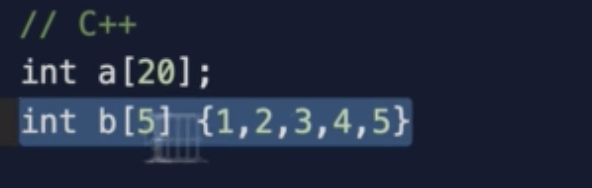 // C++
int a[20];
int b[5] {1,2,3,4,5}